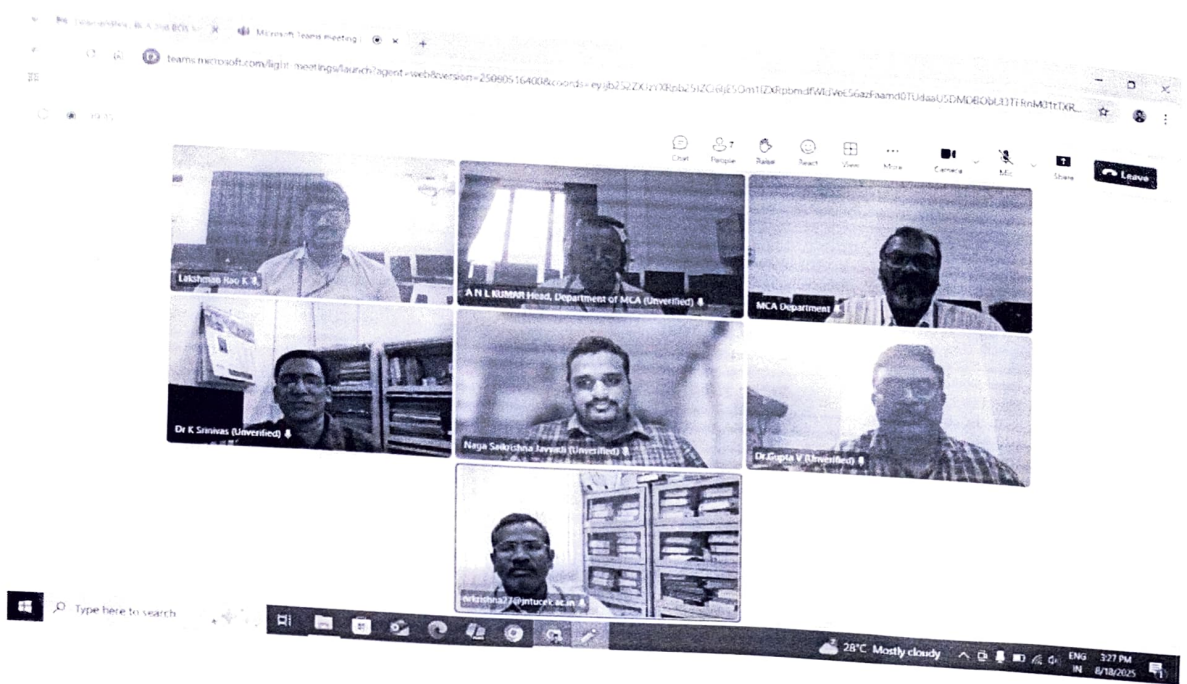 Microsoft Teams meeting
Chat People 7 Raise React View More Camera Mic Share Leave
Lakshman Rao K
A N L KUMAR Head, Department of MCA (Unverified)
MCA Department
Dr K Srinivas (Unverified)
Naga Saikrishna Javvadi (Unverified)
Dr.Gupta V (Unverified)
@jntucek.ac.in
Type here to search
28°C Mostly cloudy
ENG
IN
3:27 PM
8/18/2025